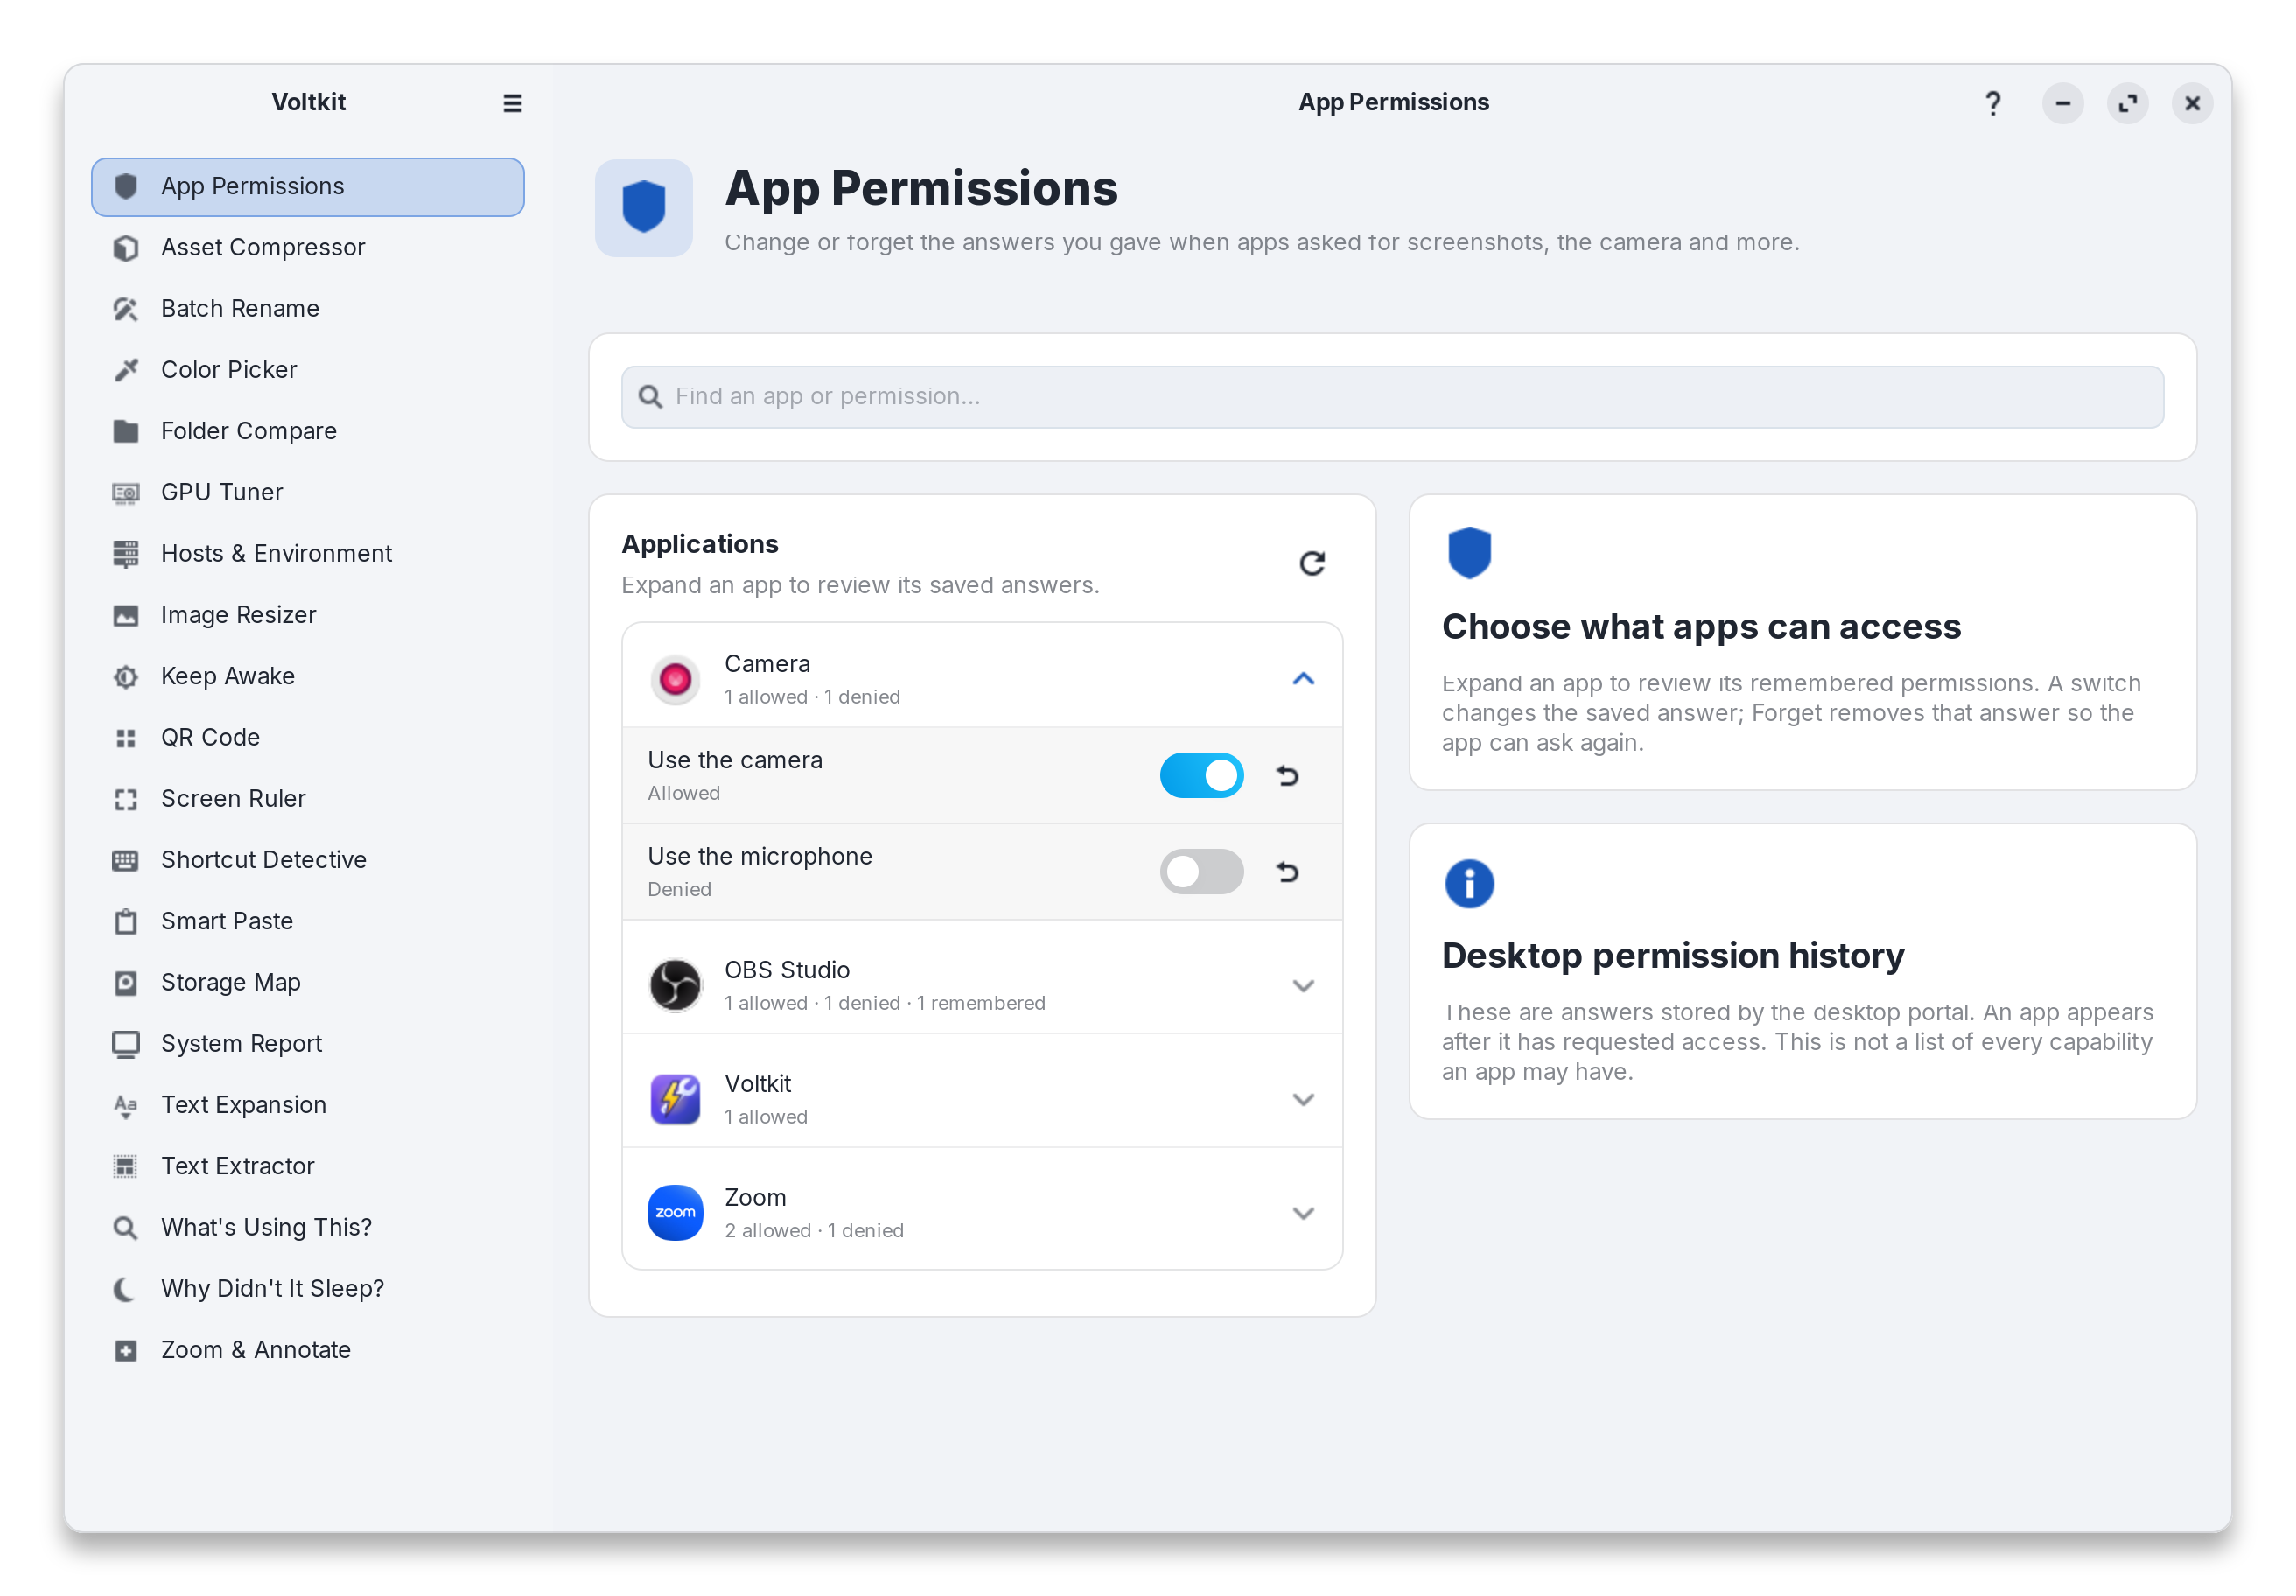 Voltkit
App Permissions
?
App Permissions
Asset Compressor
Batch Rename
Color Picker
Folder Compare
GPU Tuner
Hosts & Environment
Image Resizer
Keep Awake
QR Code
Screen Ruler
Shortcut Detective
Smart Paste
Storage Map
System Report
Text Expansion
Text Extractor
What's Using This?
Why Didn't It Sleep?
Zoom & Annotate
App Permissions
Change or forget the answers you gave when apps asked for screenshots, the camera and more.
Find an app or permission...
Applications
Expand an app to review its saved answers.
Camera
1 allowed · 1 denied
Use the camera
Allowed
Use the microphone
Denied
OBS Studio
1 allowed · 1 denied · 1 remembered
Voltkit
1 allowed
zoom
Zoom
2 allowed · 1 denied
Choose what apps can access
Expand an app to review its remembered permissions. A switch
changes the saved answer; Forget removes that answer so the
app can ask again.
Desktop permission history
These are answers stored by the desktop portal. An app appears
after it has requested access. This is not a list of every capability
an app may have.